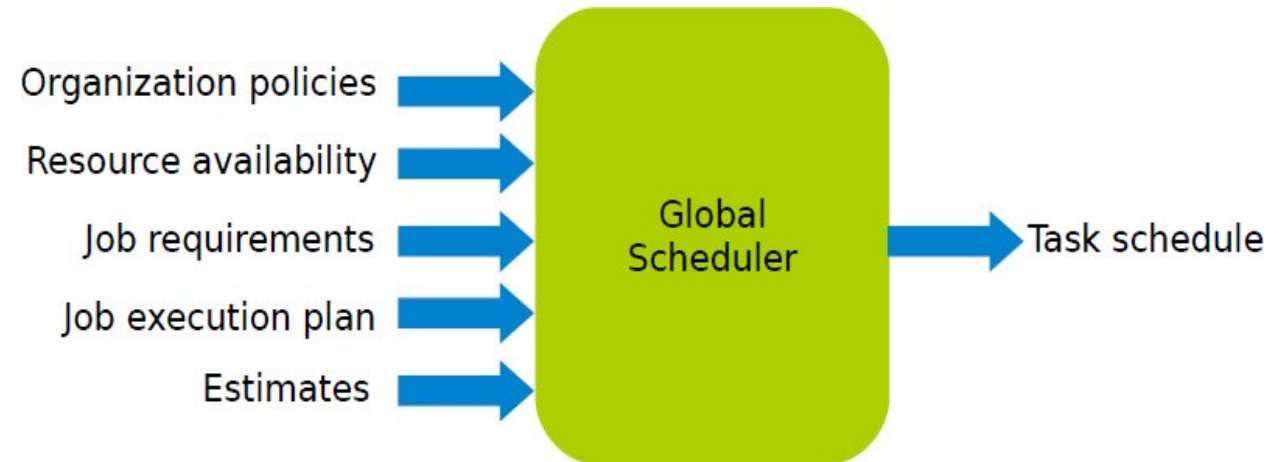 Organization policies
Resource availability
Job requirements
Job execution plan
Estimates
Global
Scheduler
Task schedule